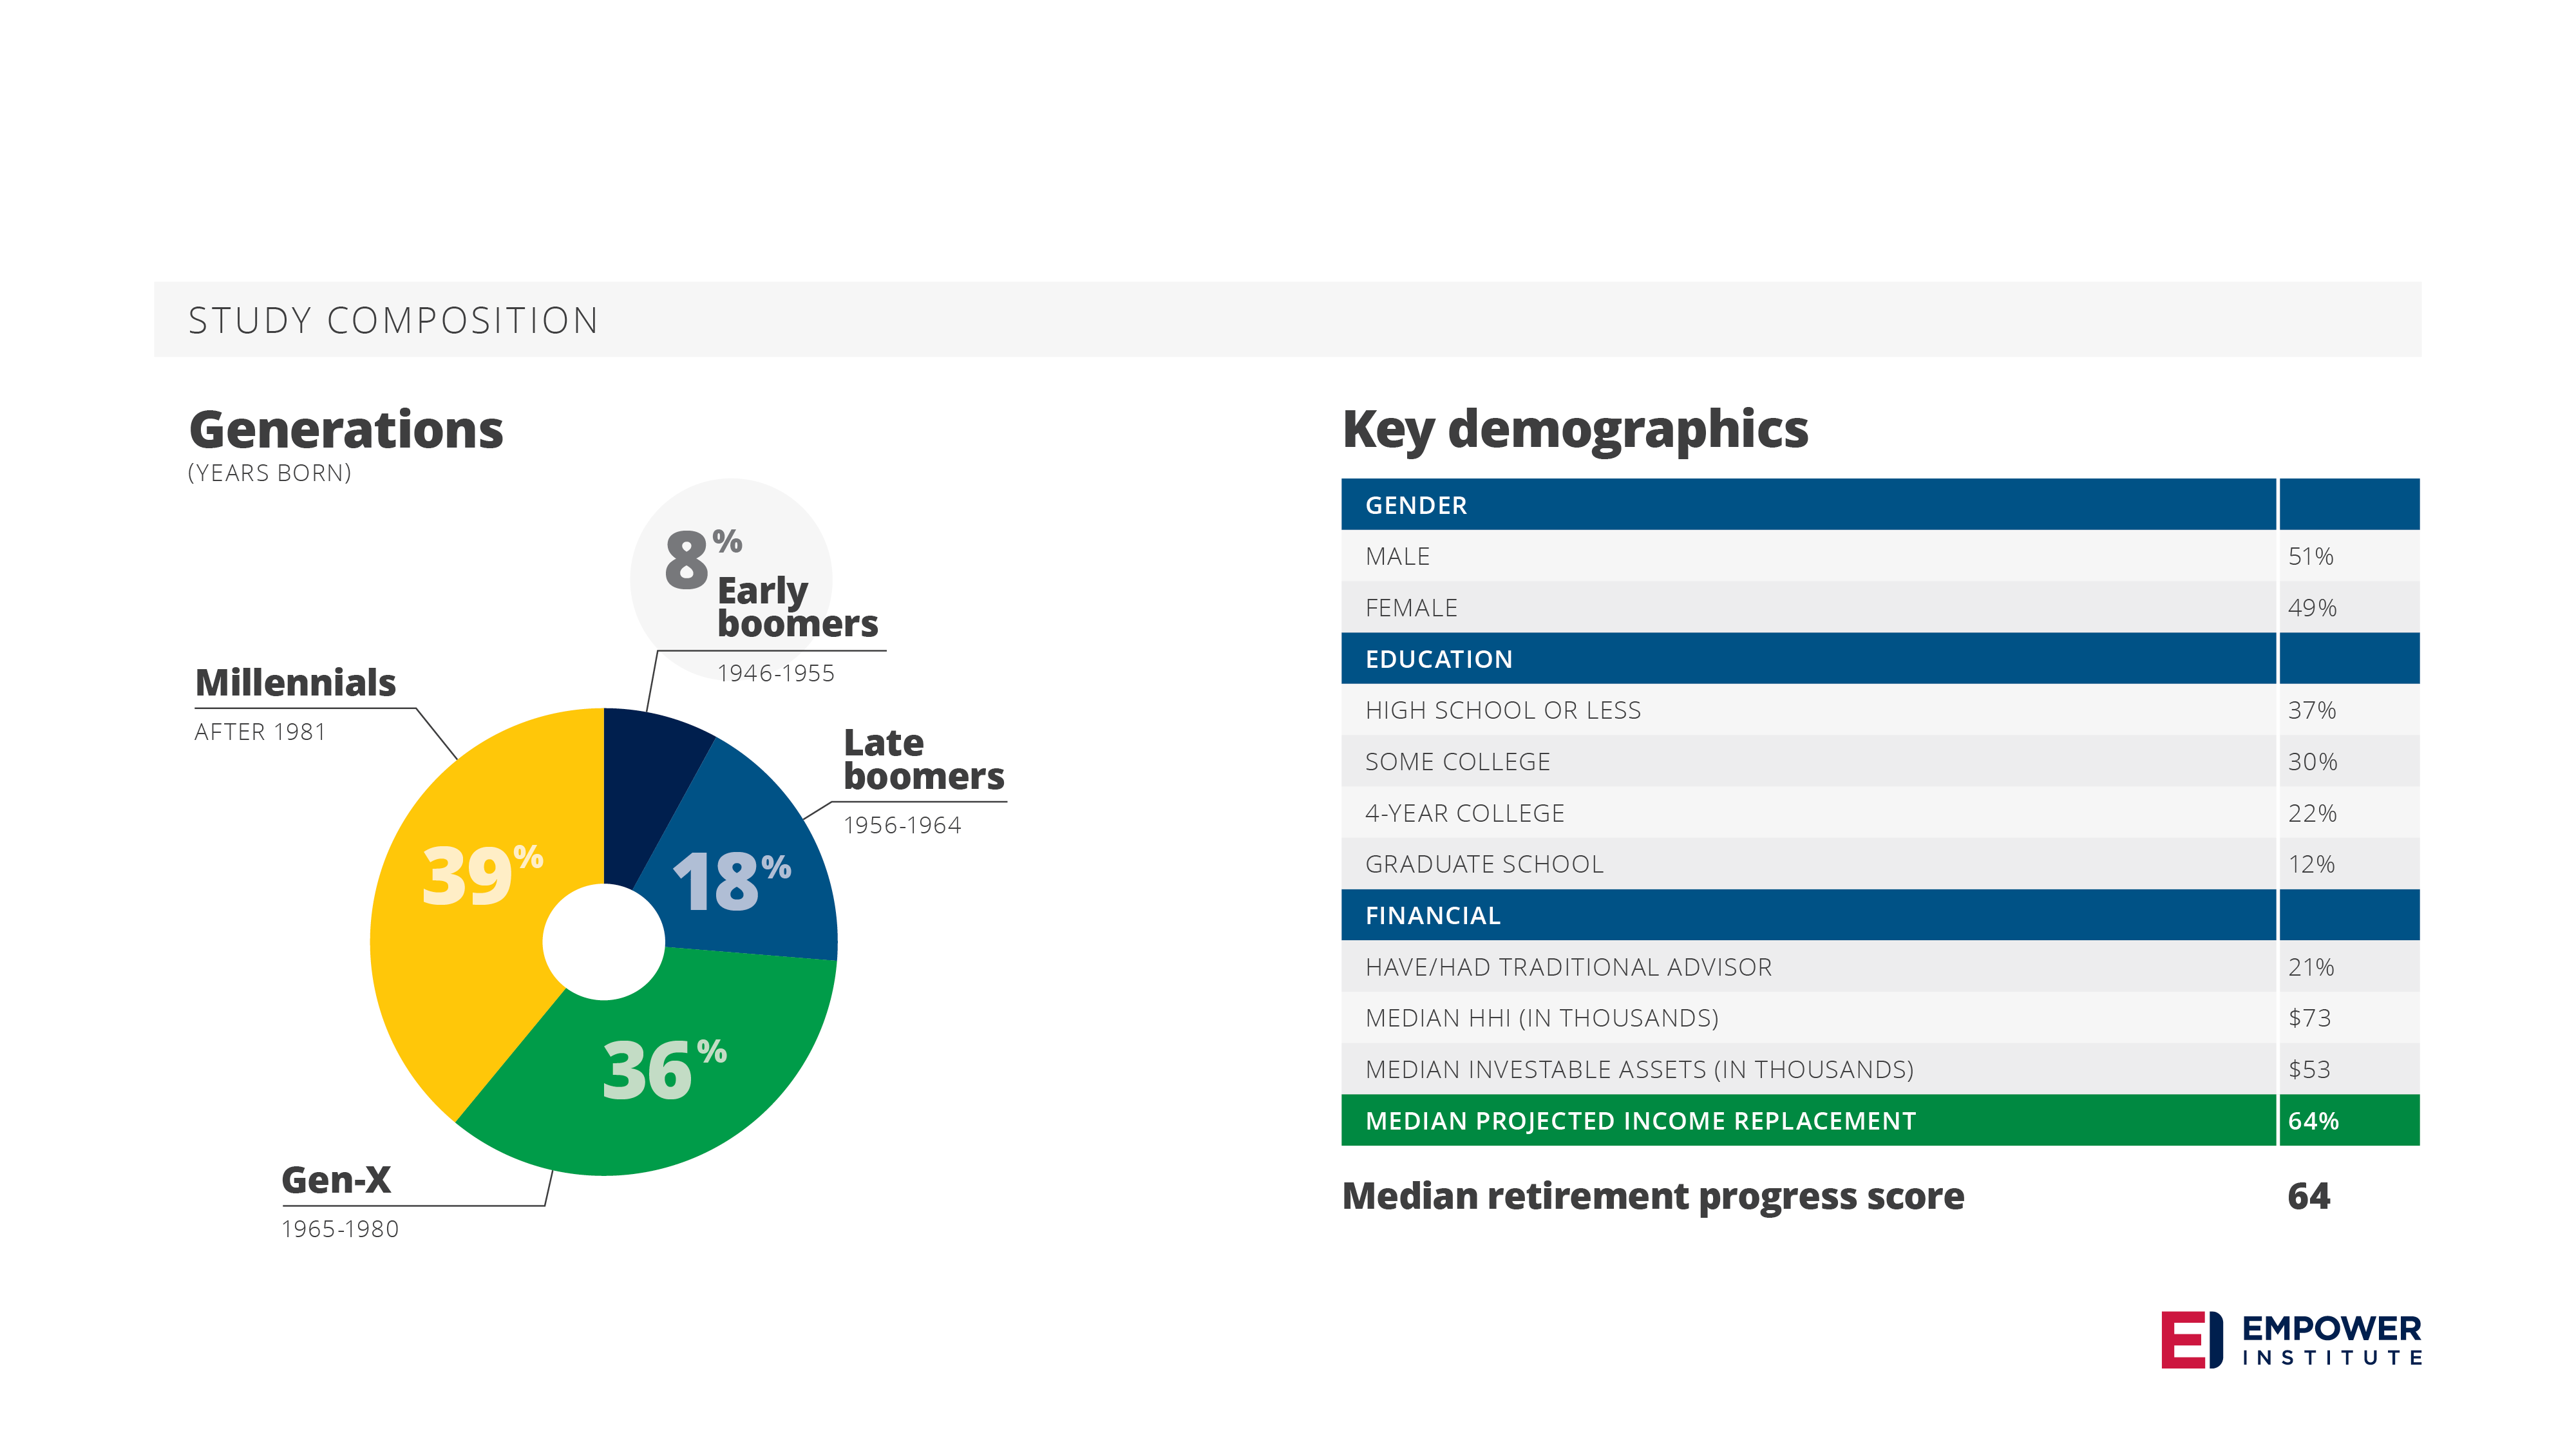 STUDY COMPOSITION
Generations
(YEARS BORN)
8%
Early
boomers
1946-1955
Millennials
AFTER 1981
Late
boomers
1956-1964
39%
18%
36%
Gen-X
1965-1980
Key demographics
GENDER
MALE 51%
FEMALE 49%
EDUCATION
HIGH SCHOOL OR LESS 37%
SOME COLLEGE 30%
4-YEAR COLLEGE 22%
GRADUATE SCHOOL 12%
FINANCIAL
HAVE/HAD TRADITIONAL ADVISOR 21%
MEDIAN HHI (IN THOUSANDS) $73
MEDIAN INVESTABLE ASSETS (IN THOUSANDS) $53
MEDIAN PROJECTED INCOME REPLACEMENT 64%
Median retirement progress score 64
EMPOWER
INSTITUTE